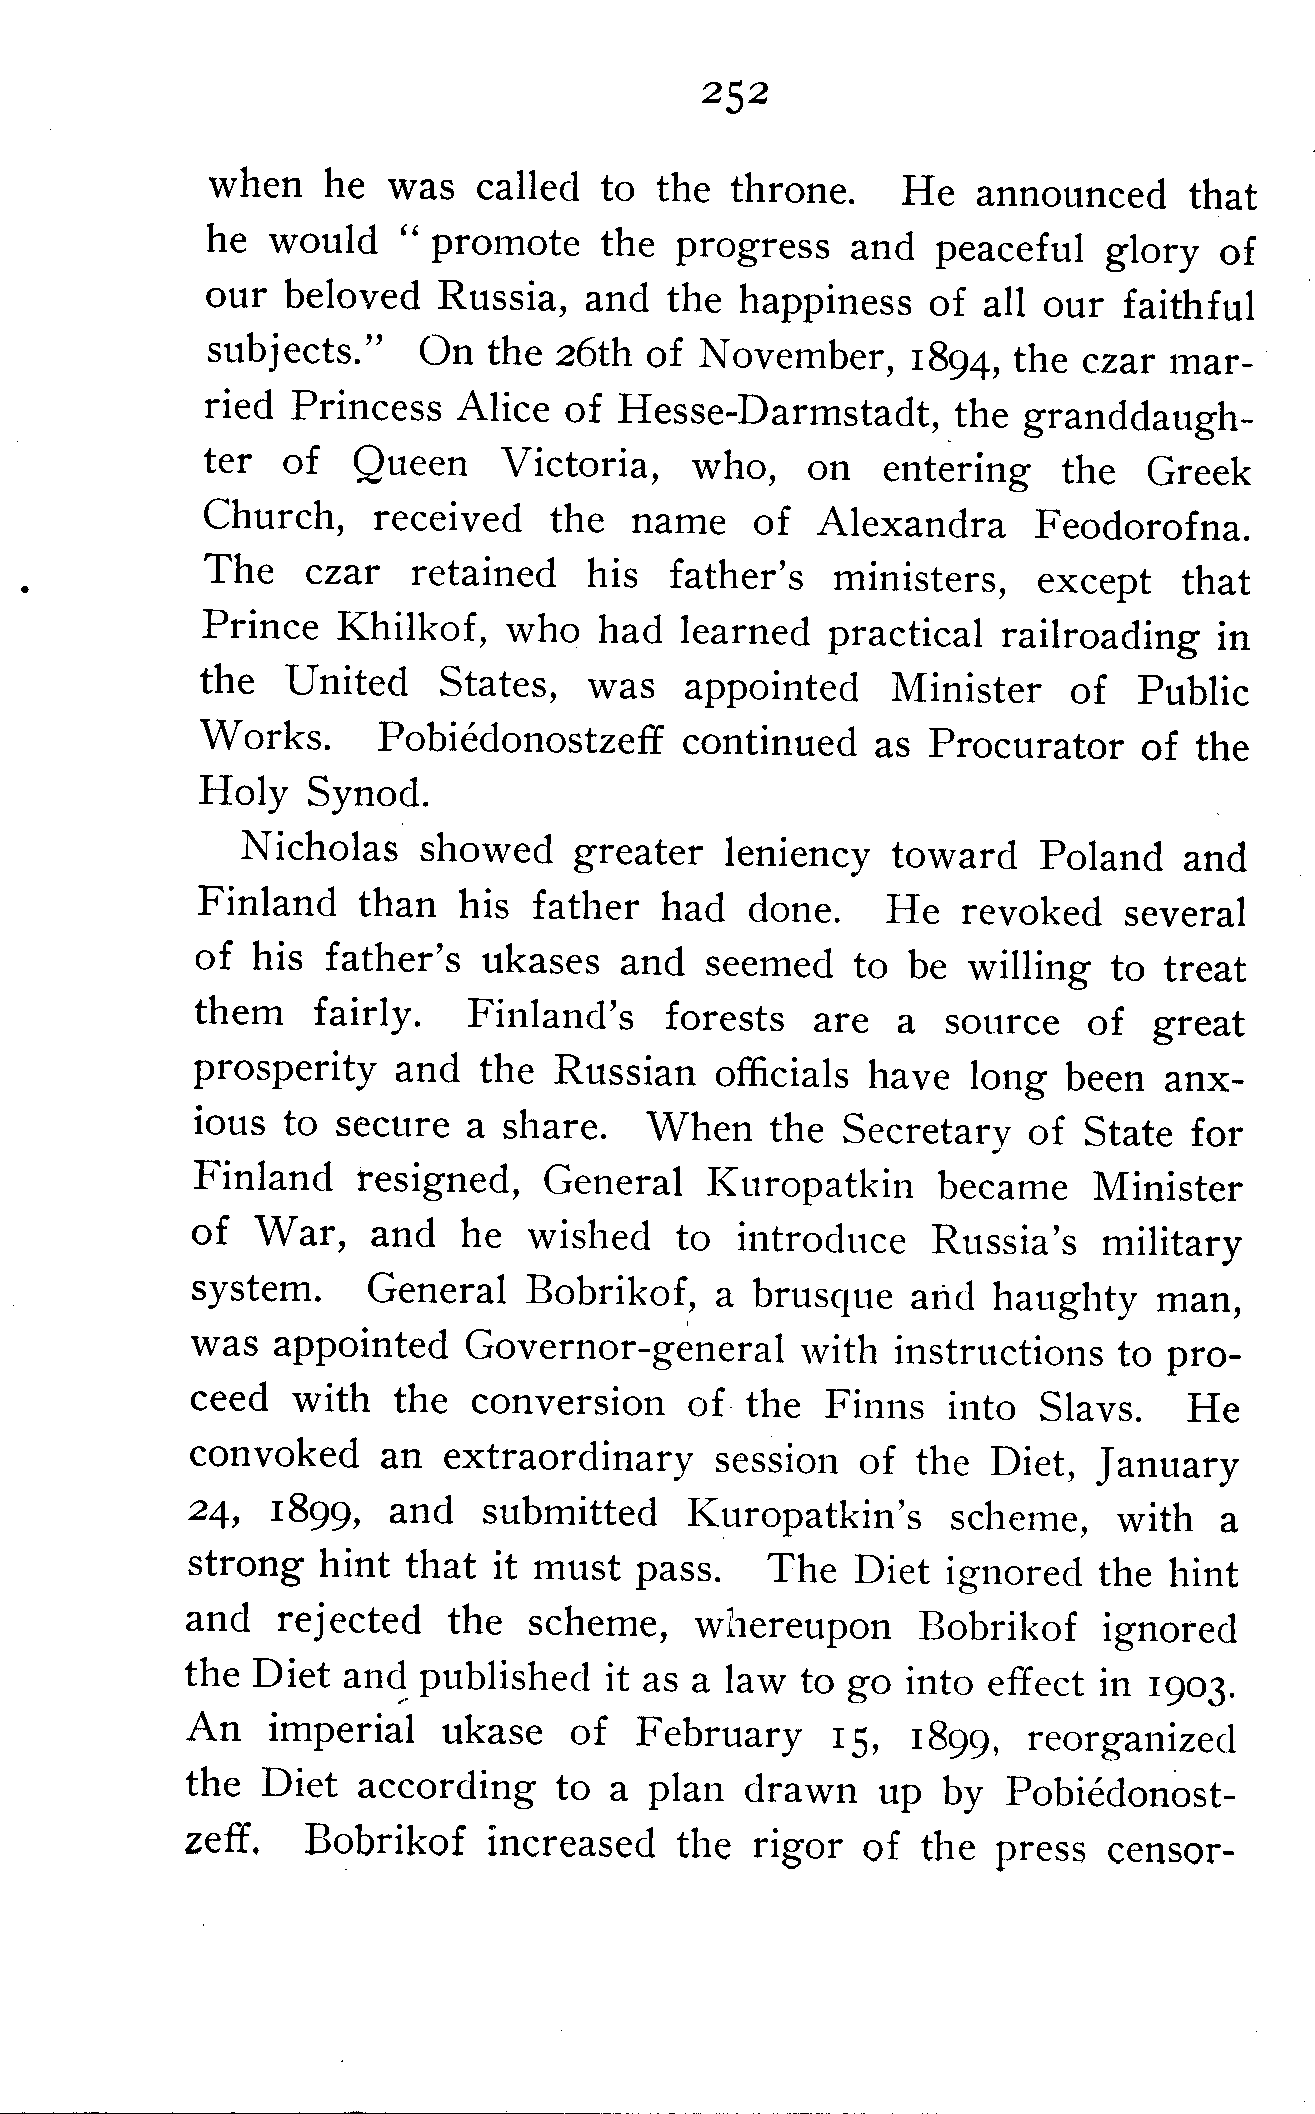 252
when he was called to the throne. He announced that
he would “ promote the progress and peaceful glory of
our beloved Russia, and the happiness of all our faithful
subjects.” On the 26th of November, 1894, the czar mar-
ried Princess Alice of Hesse-Darmstadt, the granddaugh-
ter of Queen Victoria, who, on entering the Greek
Church, received the name of Alexandra Feodorofna.
The czar retained his father’s ministers, except that
Prince Khilkof, who had learned practical railroading in
the United States, was appointed Minister of Public
Works. Pobiédonostzeff continued as Procurator of the
Holy Synod.
Nicholas showed greater leniency toward Poland and
Finland than his father had done. He revoked several
of his father’s ukases and seemed to be willing to treat
them fairly. Finland’s forests are a source of great
prosperity and the Russian officials have long been anx-
ious to secure a share. When the Secretary of State for
Finland resigned, General Kuropatkin became Minister
of War, and he wished to introduce Russia’s military
system. General Bobrikof, a brusque and haughty man,
was appointed Governor-general with instructions to pro-
ceed with the conversion of the Finns into Slavs. He
convoked an extraordinary session of the Diet, January
24, 1899, and submitted Kuropatkin’s scheme, with a
strong hint that it must pass. The Diet ignored the hint
and rejected the scheme, whereupon Bobrikof ignored
the Diet and published it as a law to go into effect in 1903.
An imperial ukase of February 15, 1899, reorganized
the Diet according to a plan drawn up by Pobiédonost-
zeff. Bobrikof increased the rigor of the press censor-